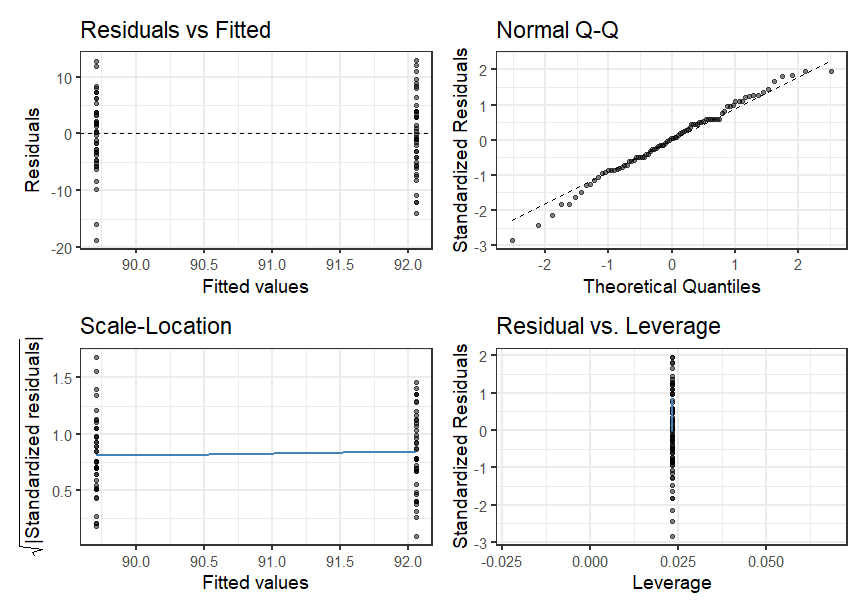 Residuals vs Fitted
Residuals
10
0
-10
-20
90.0 90.5 91.0 91.5 92.0
Fitted values
Normal Q-Q
Standardized Residuals
2
1
0
-1
-2
-3
-2 -1 0 1 2
Theoretical Quantiles
Scale-Location
√|Standardized residuals|
1.5
1.0
0.5
90.0 90.5 91.0 91.5 92.0
Fitted values
Residual vs. Leverage
Standardized Residuals
2
1
0
-1
-2
-3
-0.025 0.000 0.025 0.050
Leverage